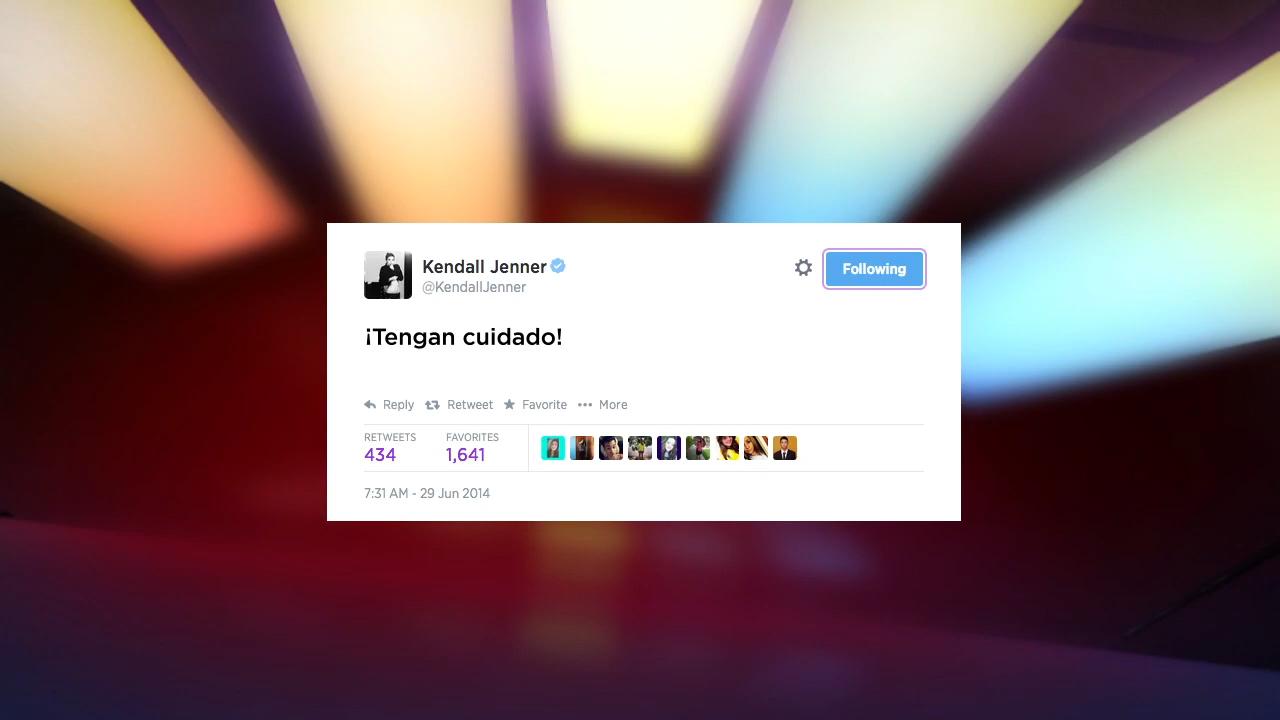 Kendall Jenner
@KendallJenner
Following
¡Tengan cuidado!
Reply Retweet Favorite ••• More
RETWEETS FAVORITES
434 1,641
7:31 AM - 29 Jun 2014